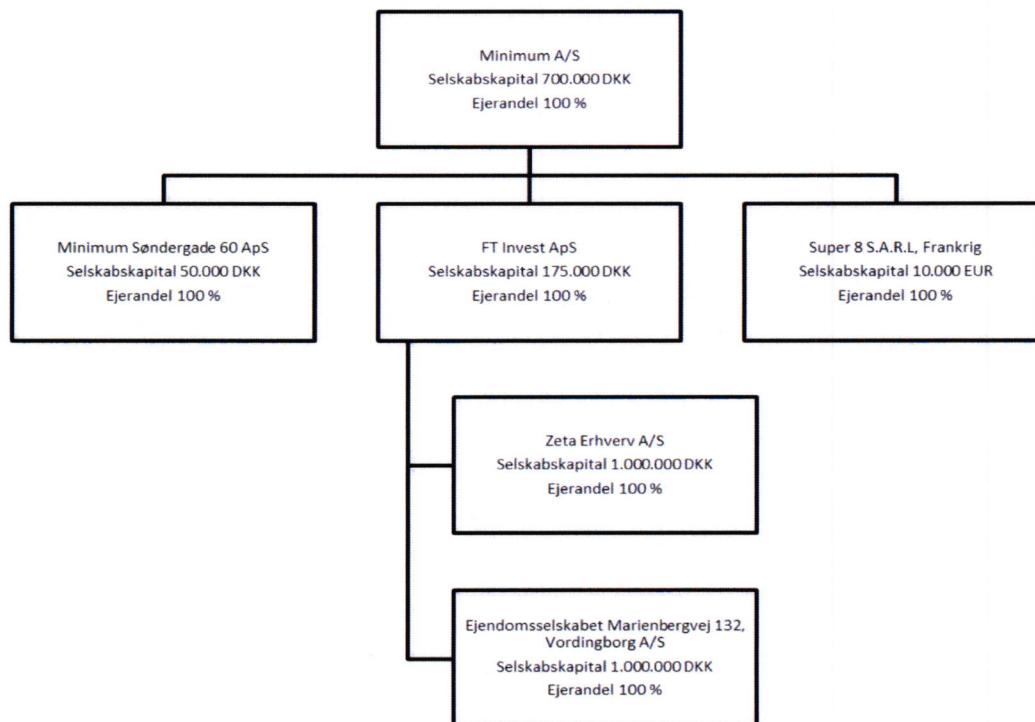 Minimum A/S
Selskabskapital 700.000 DKK
Ejerandel 100 %
Minimum Søndergade 60 ApS
Selskabskapital 50.000 DKK
Ejerandel 100 %
FT Invest ApS
Selskabskapital 175.000 DKK
Ejerandel 100 %
Super 8 S.A.R.L, Frankrig
Selskabskapital 10.000 EUR
Ejerandel 100 %
Zeta Erhverv A/S
Selskabskapital 1.000.000 DKK
Ejerandel 100 %
Ejendomsselskabet Marienbergvej 132,
Vordingborg A/S
Selskabskapital 1.000.000 DKK
Ejerandel 100 %